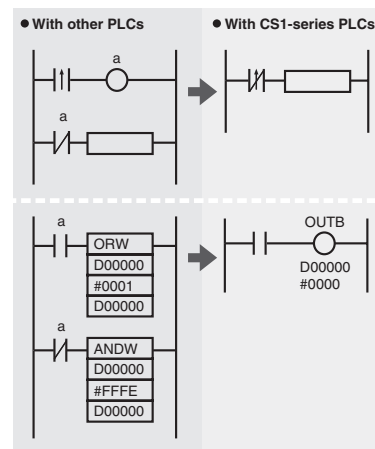 ● With other PLCs
● With CS1-series PLCs
a
a
a
ORW
D00000
#0001
D00000
a
ANDW
D00000
#FFFE
D00000
OUTB
D00000
#0000